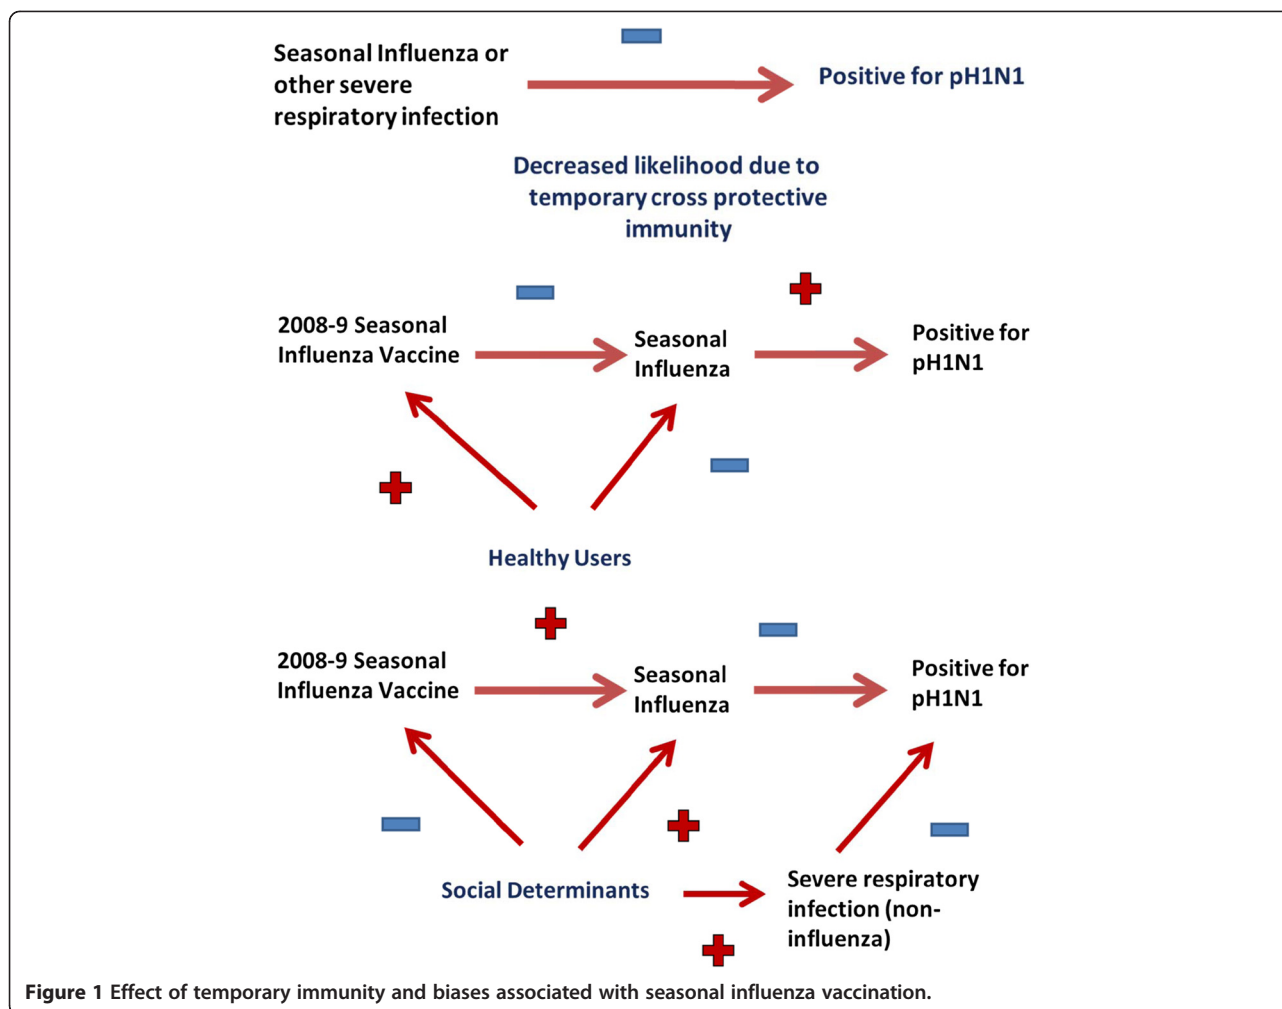 Seasonal Influenza or
other severe
respiratory infection
Positive for pH1N1
Decreased likelihood due to
temporary cross protective
immunity
2008-9 Seasonal
Influenza Vaccine
Seasonal
Influenza
Positive for
pH1N1
Healthy Users
2008-9 Seasonal
Influenza Vaccine
Seasonal
Influenza
Positive for
pH1N1
Social Determinants
Severe respiratory
infection (non-
influenza)
Figure 1 Effect of temporary immunity and biases associated with seasonal influenza vaccination.